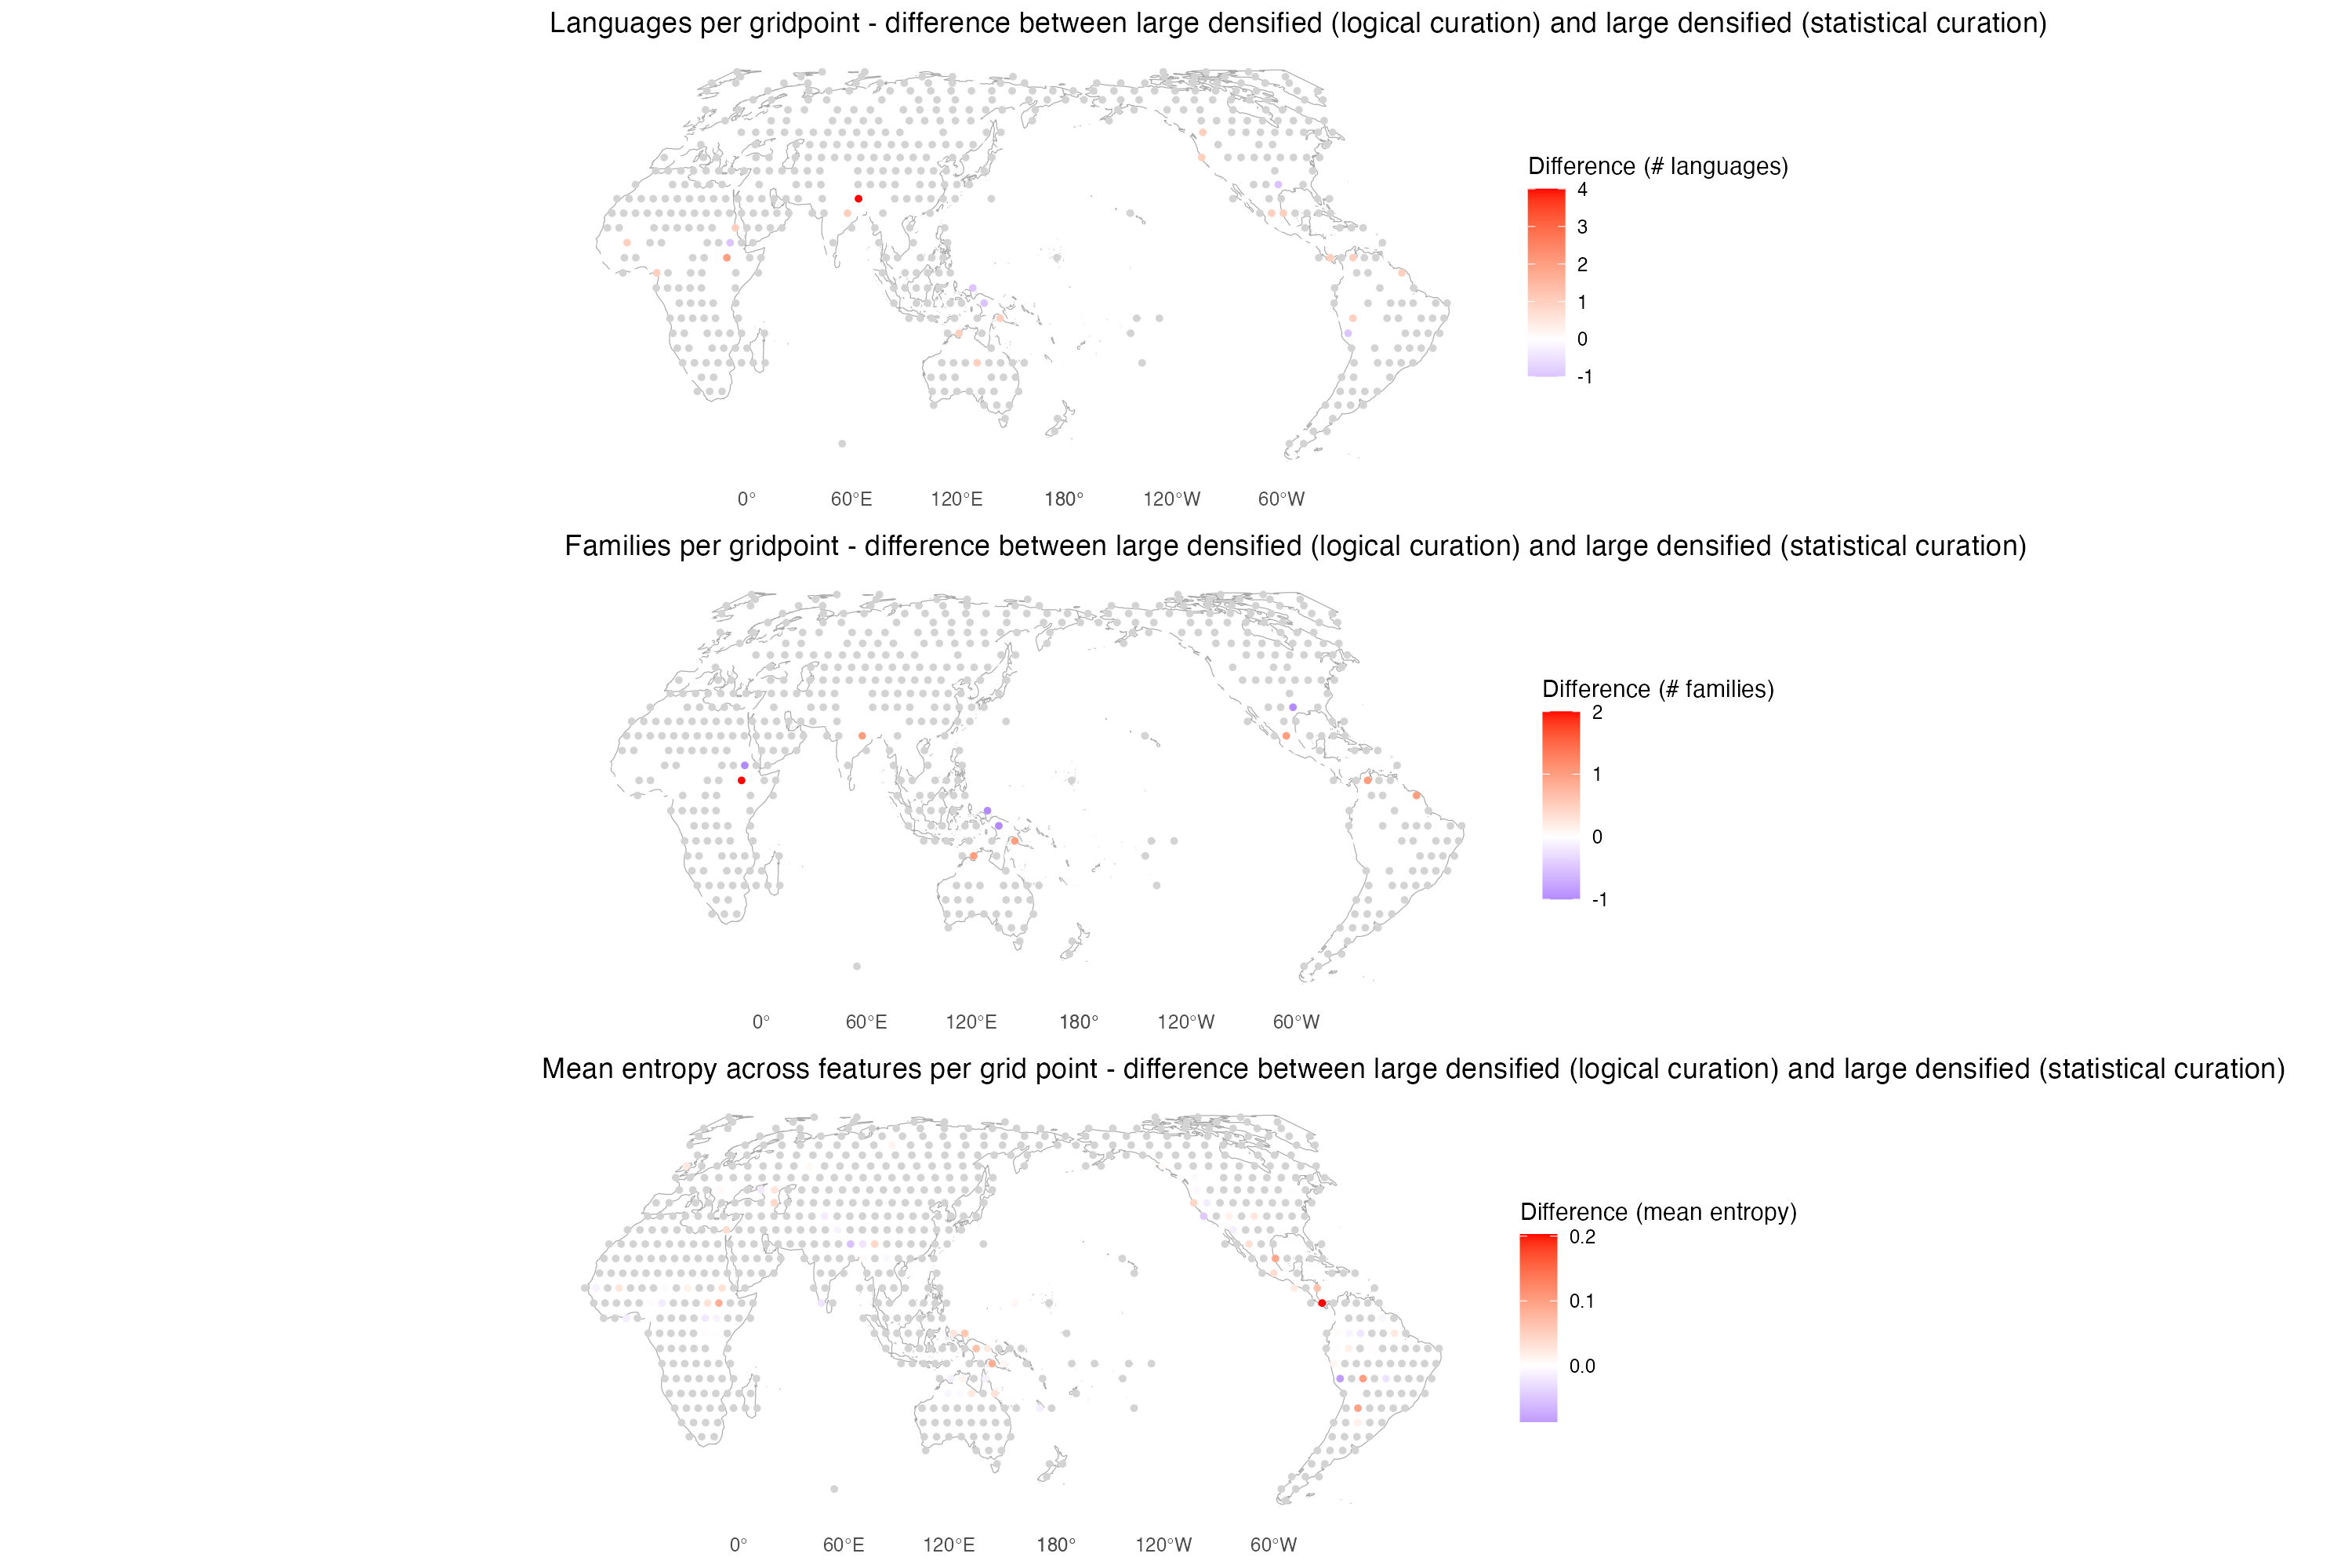 Languages per gridpoint - difference between large densified (logical curation) and large densified (statistical curation)
Difference (# languages)
4
3
2
1
0
-1
0° 60°E 120°E 180° 120°W 60°W
Families per gridpoint - difference between large densified (logical curation) and large densified (statistical curation)
Difference (# families)
2
1
0
-1
0° 60°E 120°E 180° 120°W 60°W
Mean entropy across features per grid point - difference between large densified (logical curation) and large densified (statistical curation)
Difference (mean entropy)
0.2
0.1
0.0
0° 60°E 120°E 180° 120°W 60°W